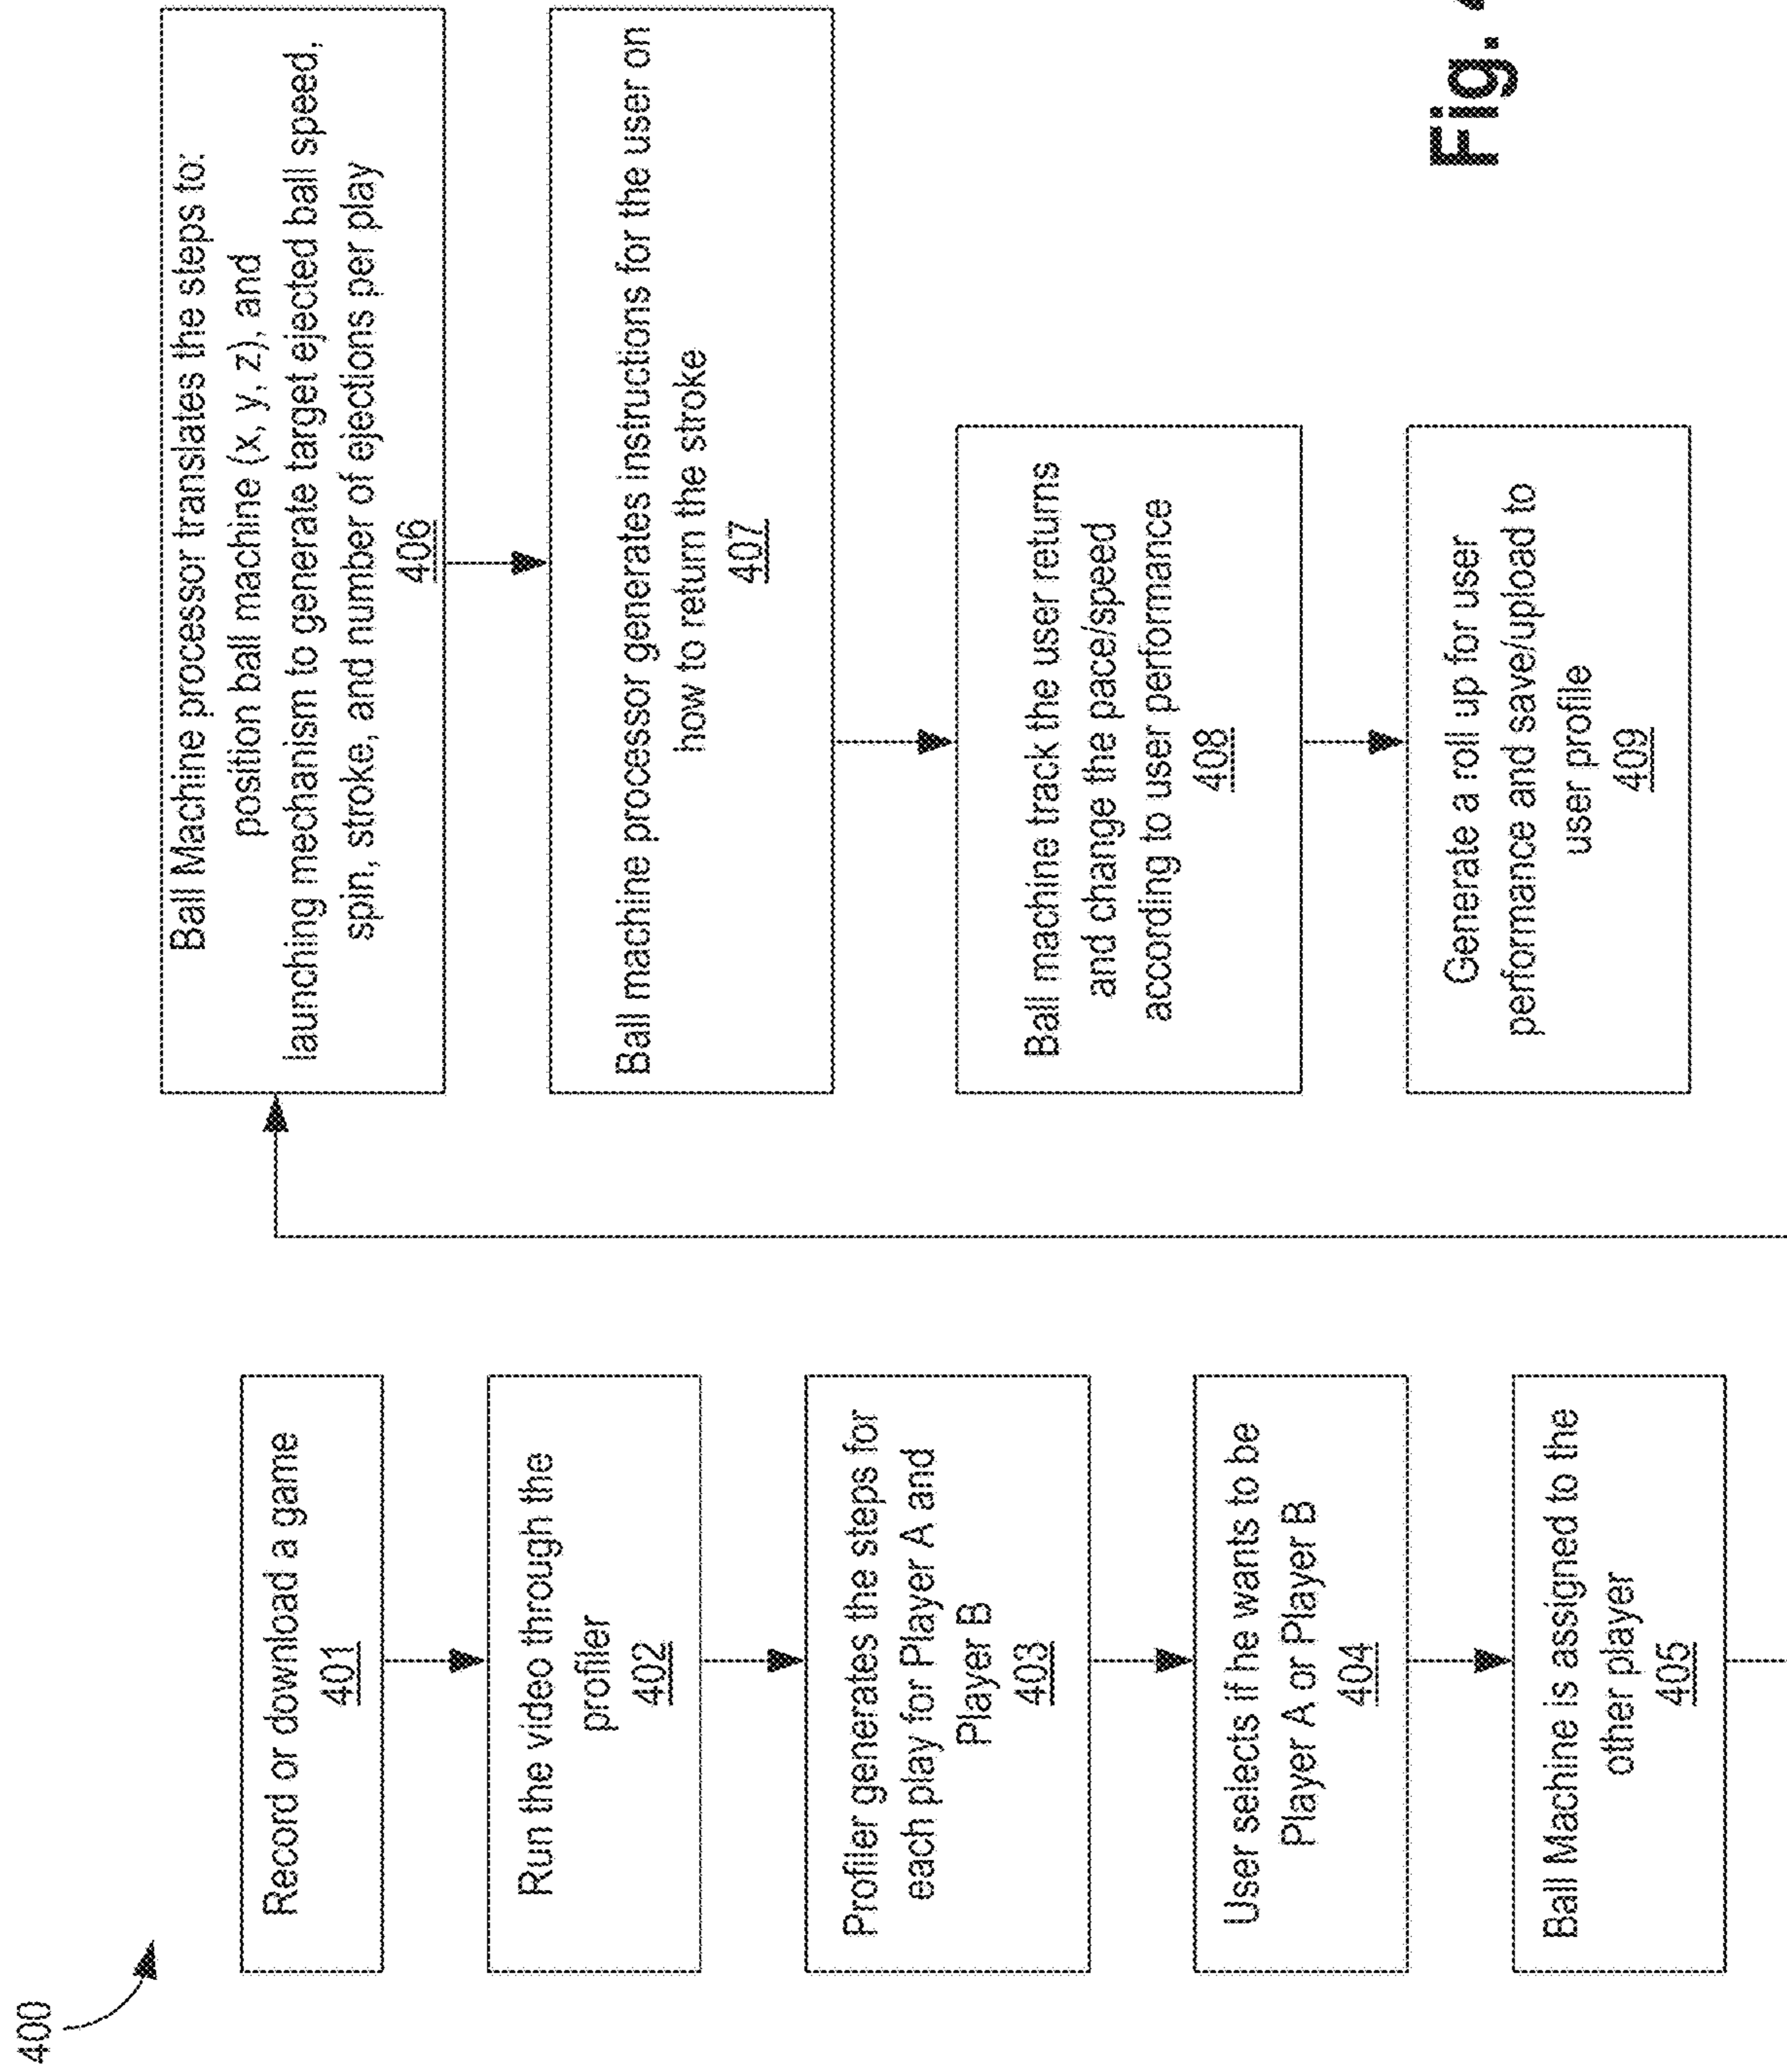 400
Record or download a game
401
Run the video through the
profiler
402
Profiler generates the steps for
each play for Player A and
Player B
403
User selects if he wants to be
Player A or Player B
404
Ball Machine is assigned to the
other player
405
Ball Machine processor translates the steps to:
position ball machine (x, y, z), and
launching mechanism to generate target ejected ball speed,
spin, stroke, and number of ejections per play
406
Ball machine processor generates instructions for the user on
how to return the stroke
407
Ball machine track the user returns
and change the pace/speed
according to user performance
408
Generate a roll up for user
performance and save/upload to
user profile
409
Fig.